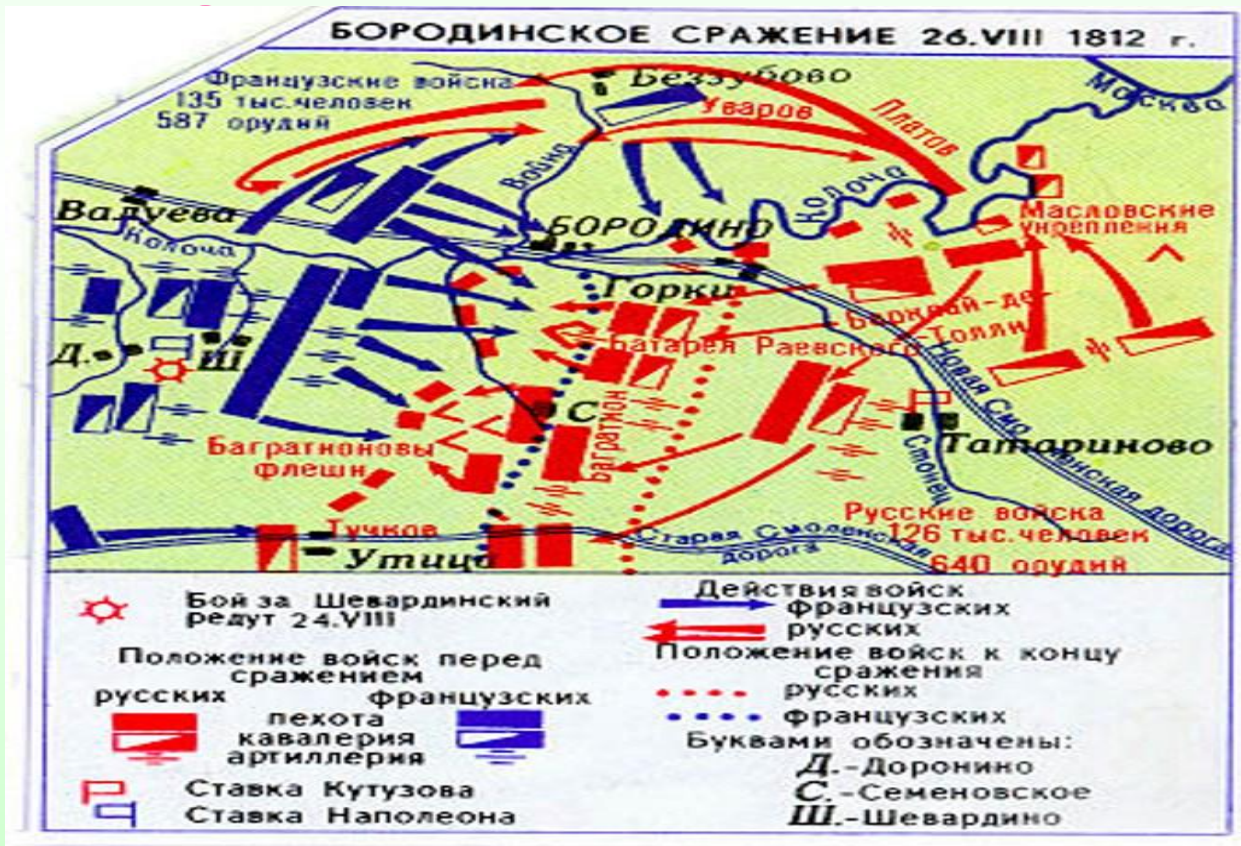 БОРОДИНСКОЕ СРАЖЕНИЕ 26.VIII 1812 г.
Французские войска
135 тыс.человек
587 орудий
Беззубово
Москва
Уваров
Платов
Война
Колоча
Валуева
Колоча
БОРОДИНО
Масловские
укрепления
Горки
Барклай-де-
Толли
Батарея Раевского
Д.
Ш
Новая Смоленская дорога
С
Багратион
Багратионовы
флеши
Татариново
Стонец
Тучков
Утица
Старая Смоленская
дорога
Русские войска
126 тыс.человек
640 орудий
Бой за Шевардинский
редут 24.VIII
Положение войск перед
сражением
русских французских
пехота
кавалерия
артиллерия
Ставка Кутузова
Ставка Наполеона
Действия войск
французских
русских
Положение войск к концу
сражения
русских
французских
Буквами обозначены:
Д.-Доронино
С.-Семеновское
Ш.-Шевардино